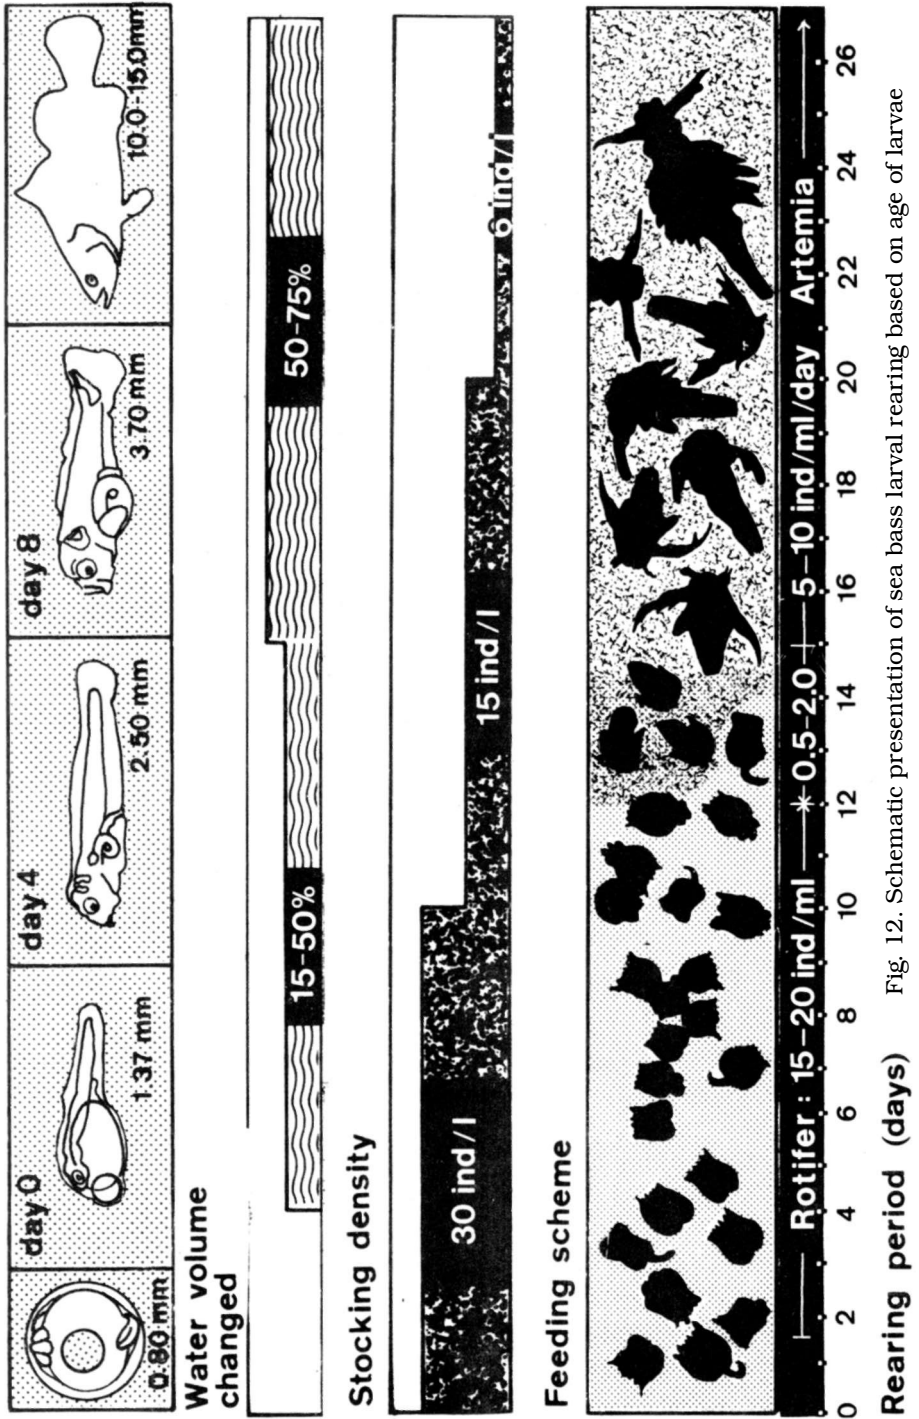 day 0
day 4
day 8
0.80 mm
1.37 mm
2.50 mm
3.70 mm
10.0-15.0mm
Water volume
changed
15-50%
50-75%
Stocking density
30 ind/l
15 ind/l
6 ind/l
Feeding scheme
Rotifer : 15-20 ind/ml * 0.5-2.0 5-10 ind/ml/day Artemia
0 2 4 6 8 10 12 14 16 18 20 22 24 26
Rearing period (days)
Fig. 12. Schematic presentation of sea bass larval rearing based on age of larvae